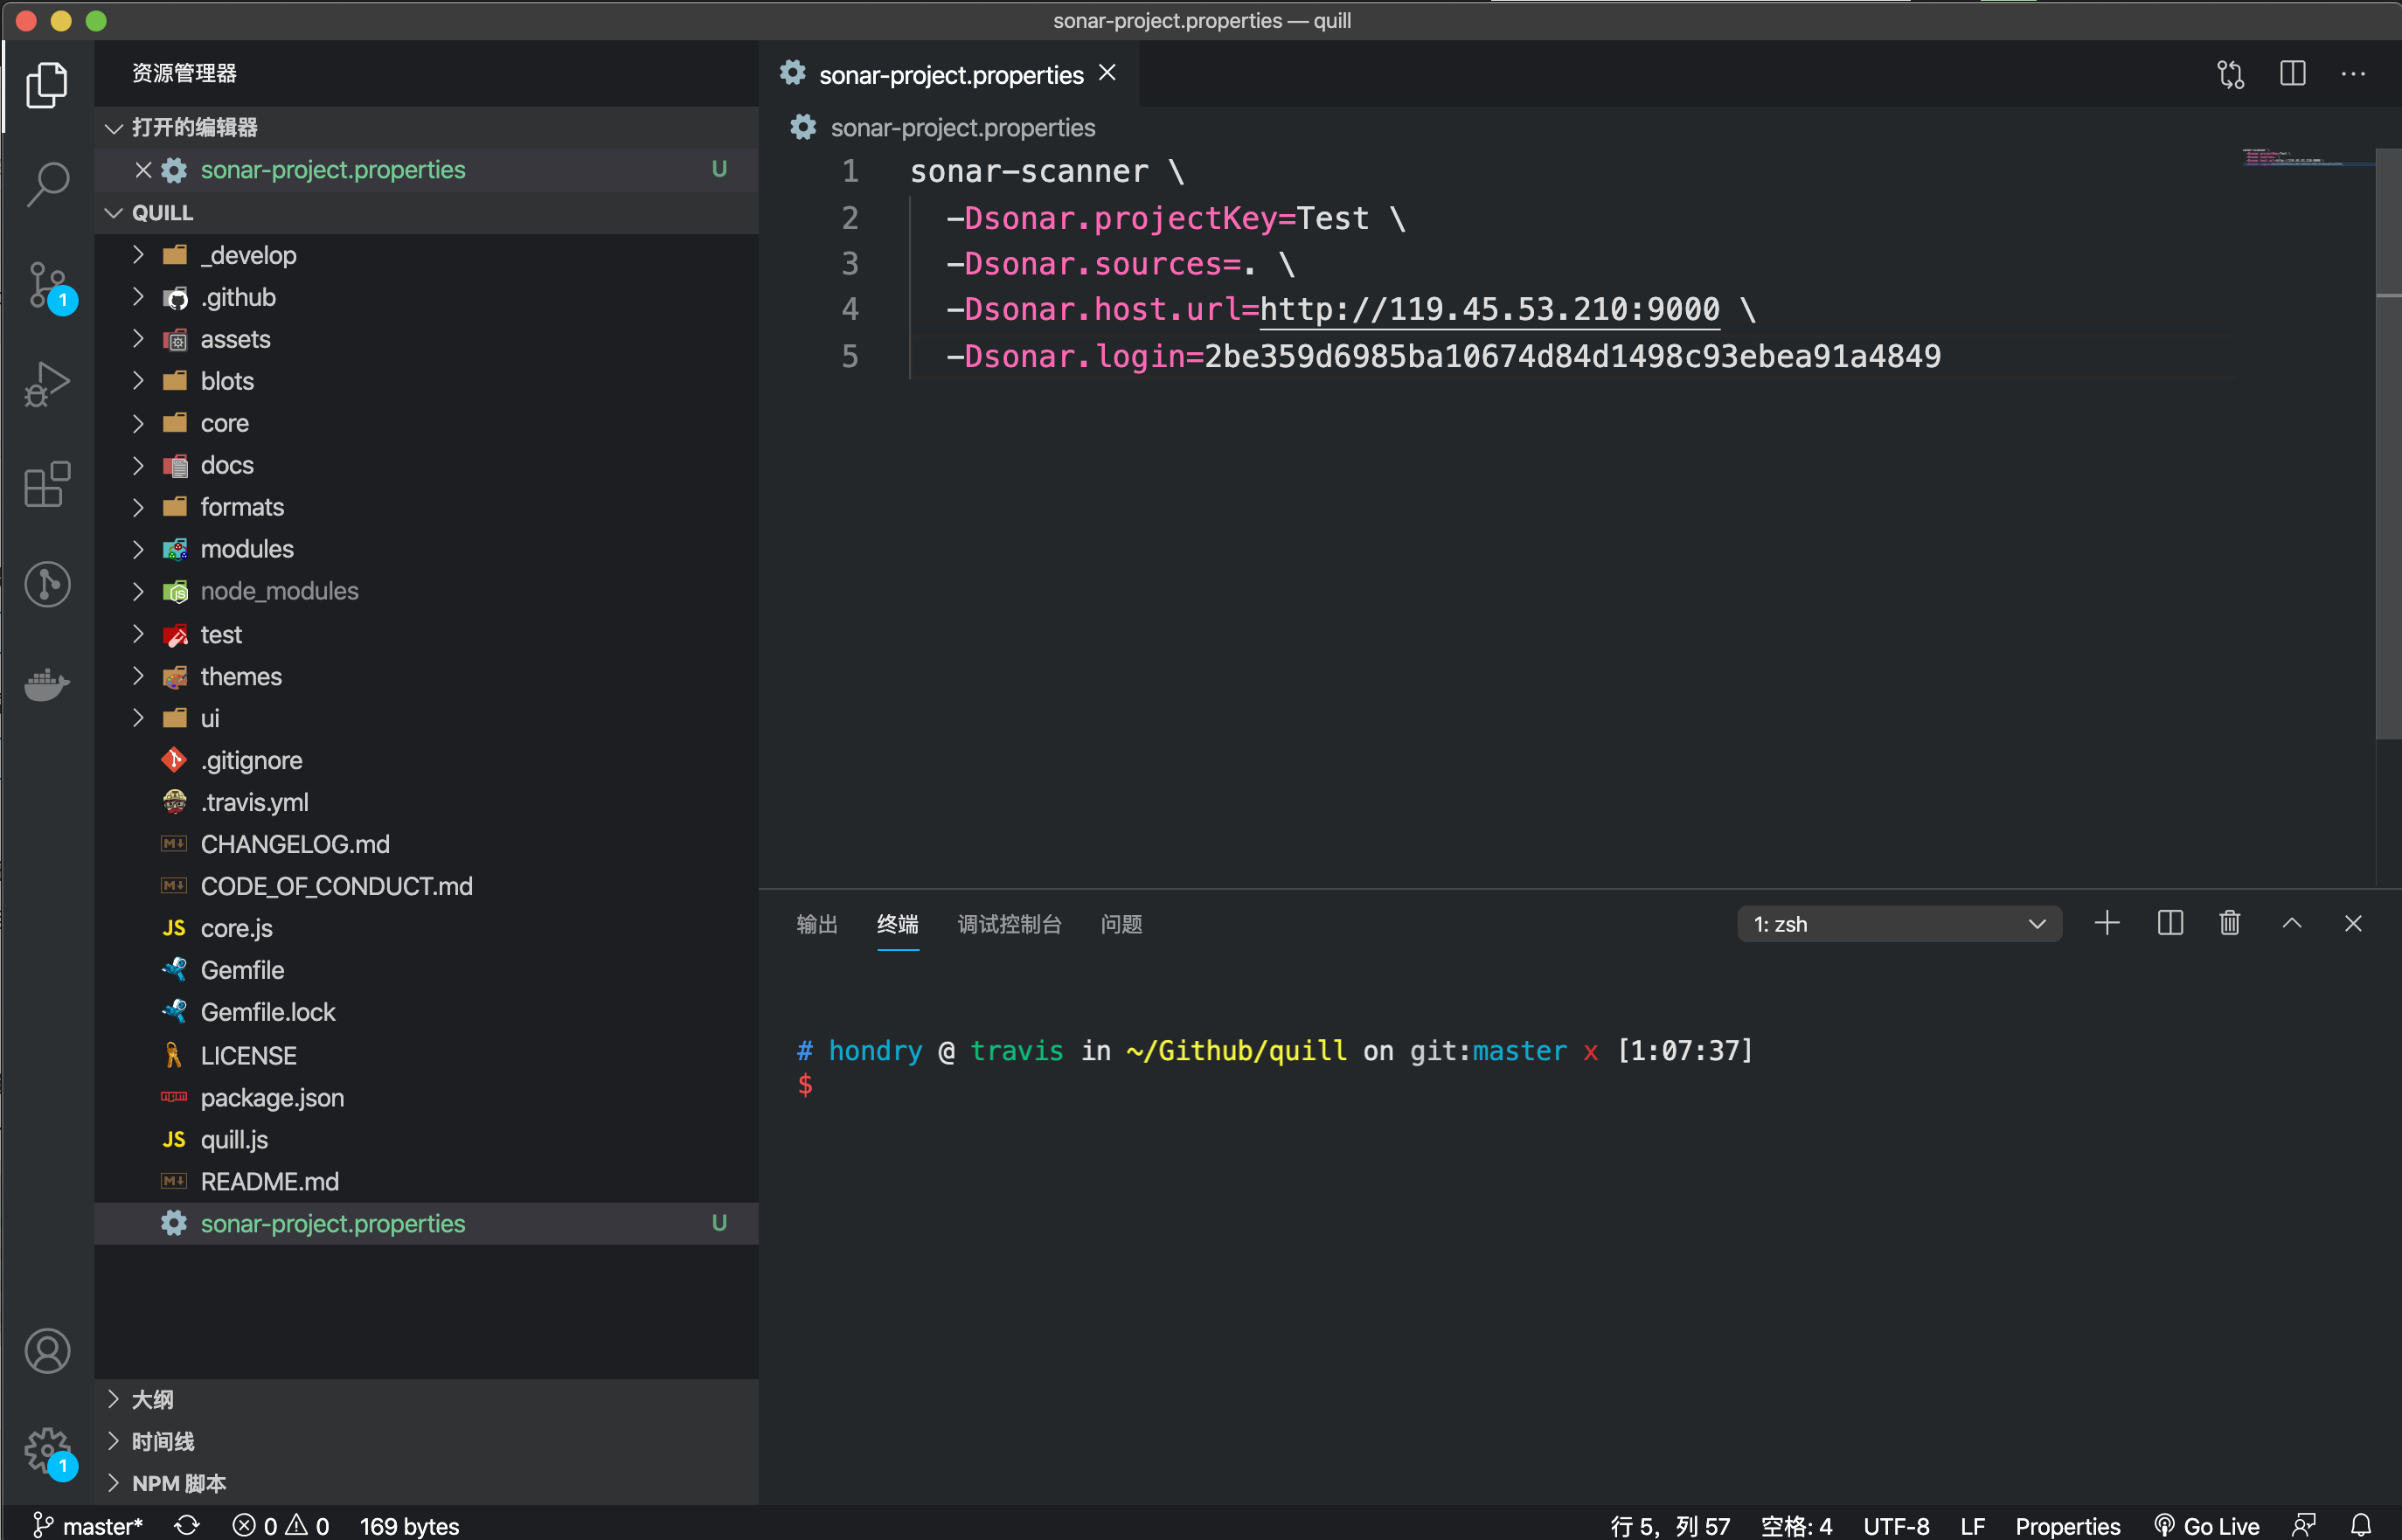 sonar-project.properties — quill
资源管理器
打开的编辑器
sonar-project.properties U
QUILL
_develop
.github
assets
blots
core
docs
formats
modules
node_modules
test
themes
ui
.gitignore
.travis.yml
CHANGELOG.md
CODE_OF_CONDUCT.md
JS core.js
Gemfile
Gemfile.lock
LICENSE
package.json
JS quill.js
README.md
sonar-project.properties U
大纲
时间线
NPM 脚本
1
1
sonar-project.properties
sonar-project.properties
1 sonar-scanner \
2 -Dsonar.projectKey=Test \
3 -Dsonar.sources=. \
4 -Dsonar.host.url=http://119.45.53.210:9000 \
5 -Dsonar.login=2be359d6985ba10674d84d1498c93ebea91a4849
输出 终端 调试控制台 问题 1: zsh
# hondry @ travis in ~/Github/quill on git:master x [1:07:37]
$
master* 0 0 169 bytes 行 5，列 57 空格: 4 UTF-8 LF Properties Go Live